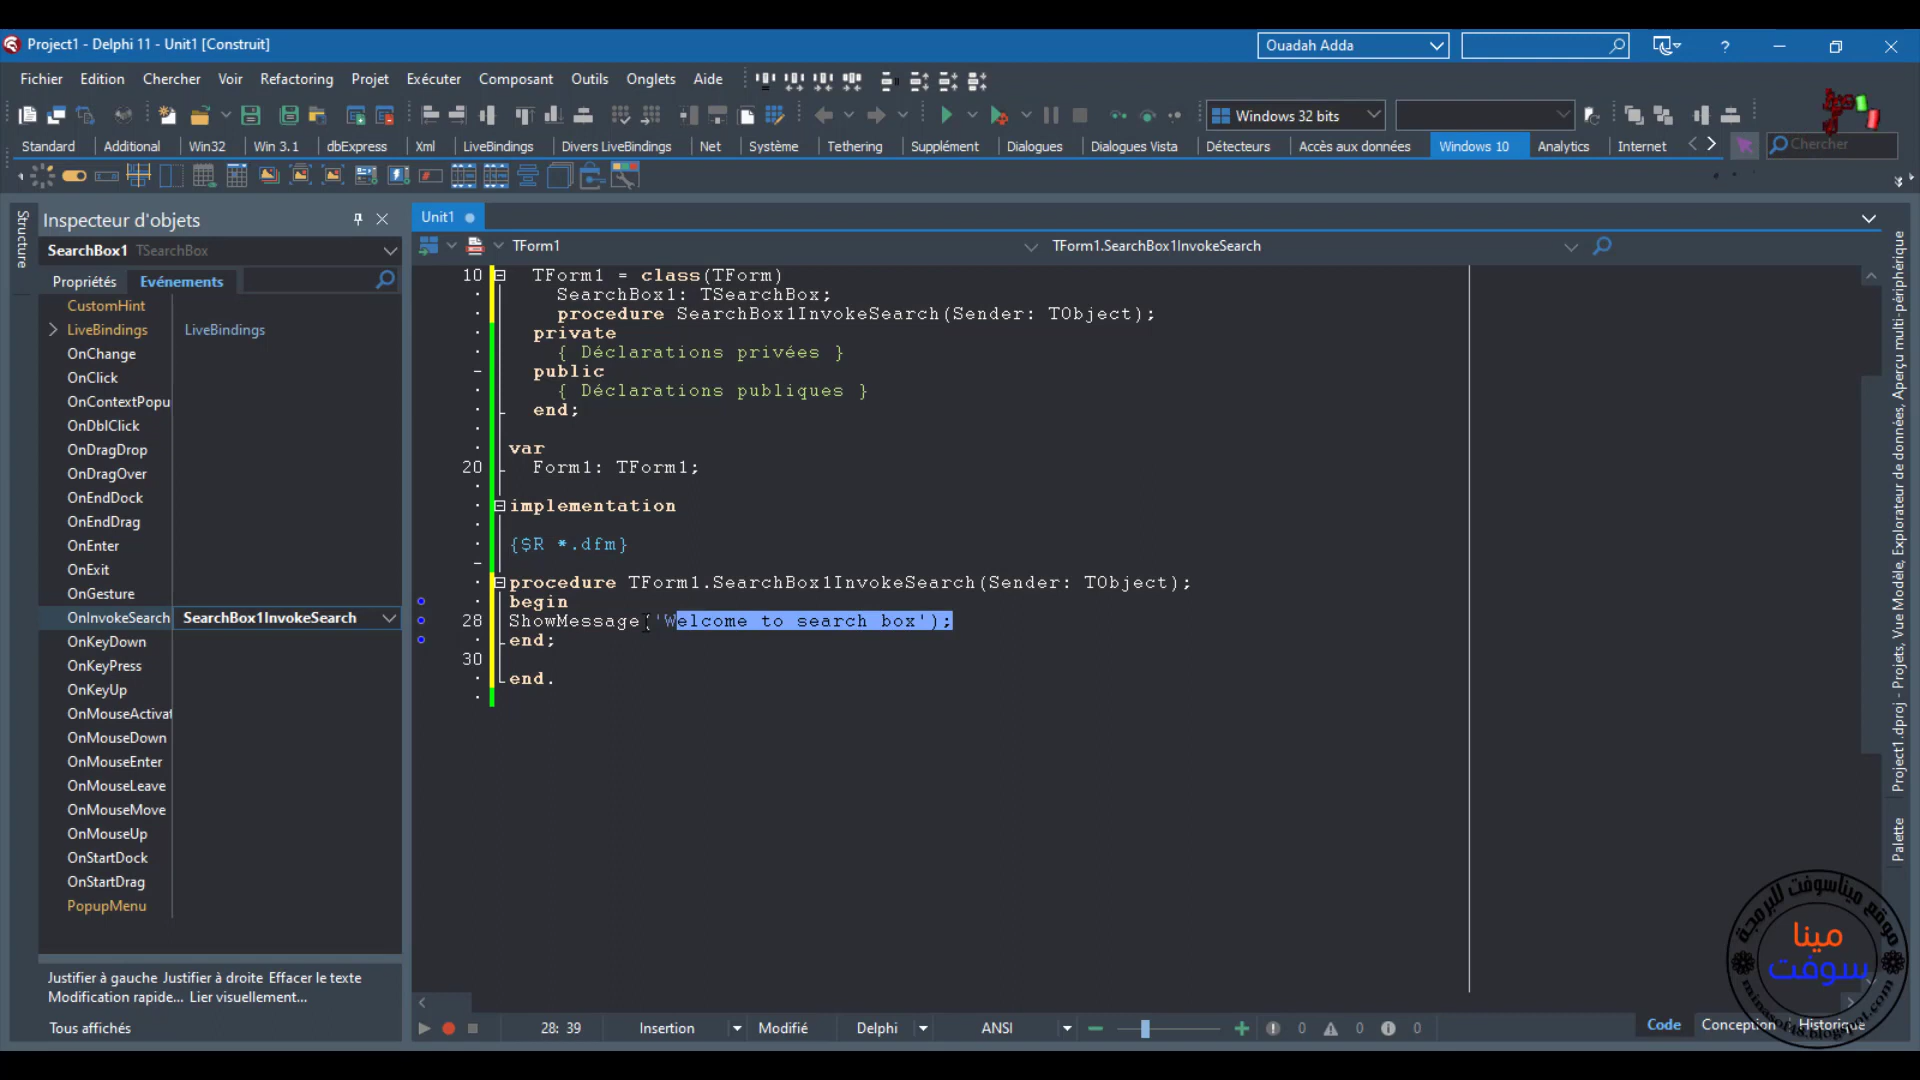 Project1 - Delphi 11 - Unit1 [Construit]
Ouadah Adda
Fichier Edition Chercher Voir Refactoring Projet Exécuter Composant Outils Onglets Aide
Windows 32 bits
Standard Additional Win32 Win 3.1 dbExpress Xml LiveBindings Divers LiveBindings Net Système Tethering Supplément Dialogues Dialogues Vista Détecteurs Accès aux données Windows 10 Analytics Internet
Chercher
Structure
Inspecteur d'objets
SearchBox1 TSearchBox
Propriétés Evénements
CustomHint
LiveBindings LiveBindings
OnChange
OnClick
OnContextPopu
OnDblClick
OnDragDrop
OnDragOver
OnEndDock
OnEndDrag
OnEnter
OnExit
OnGesture
OnInvokeSearch SearchBox1InvokeSearch
OnKeyDown
OnKeyPress
OnKeyUp
OnMouseActivat
OnMouseDown
OnMouseEnter
OnMouseLeave
OnMouseMove
OnMouseUp
OnStartDock
OnStartDrag
PopupMenu
Justifier à gauche Justifier à droite Effacer le texte
Modification rapide... Lier visuellement...
Tous affichés
Unit1
TForm1 TForm1.SearchBox1InvokeSearch
10 TForm1 = class(TForm)
SearchBox1: TSearchBox;
procedure SearchBox1InvokeSearch(Sender: TObject);
private
{ Déclarations privées }
public
{ Déclarations publiques }
end;
var
20 Form1: TForm1;
implementation
{$R *.dfm}
procedure TForm1.SearchBox1InvokeSearch(Sender: TObject);
begin
28 ShowMessage('Welcome to search box');
end;
30
end.
28: 39 Insertion Modifié Delphi ANSI 0 0 0
Code Conception Historique
Project1.dproj - Projets, Vue Modèle, Explorateur de données, Aperçu multi-périphérique
Palette
موقع ميناسوفت للبرمجة
مينا
سوفت
minasoft48.blogspot.com